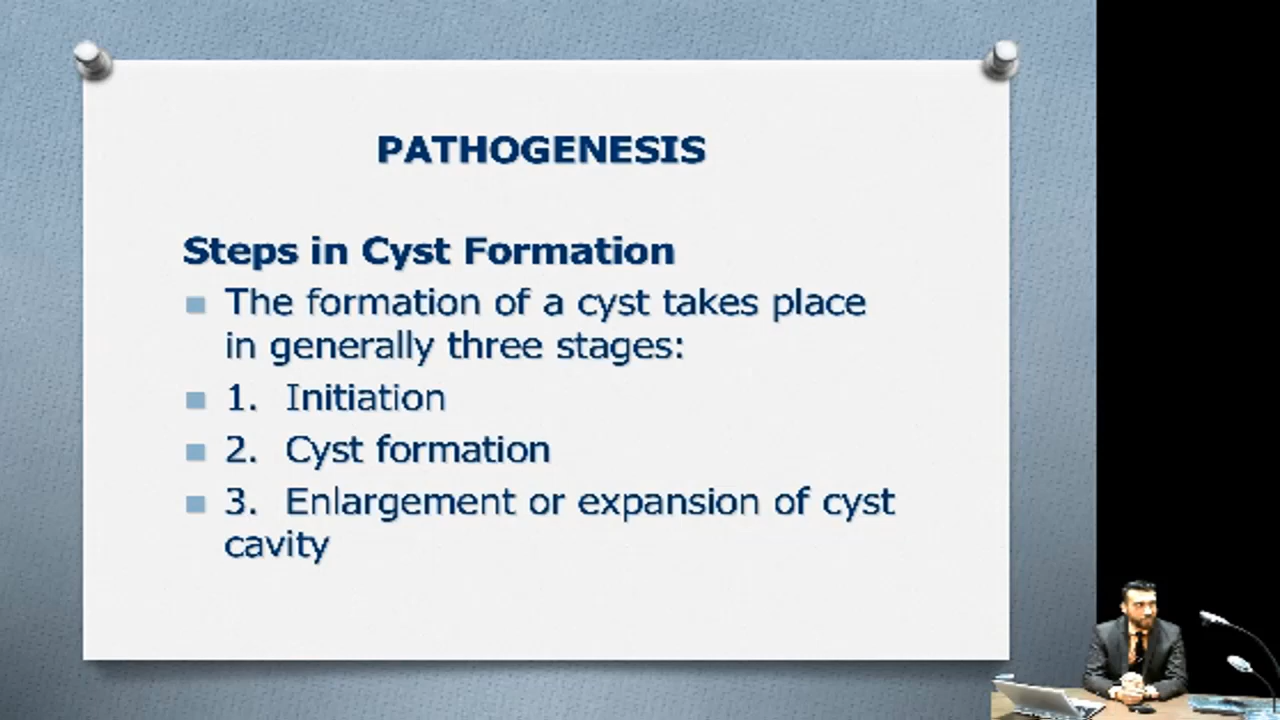 PATHOGENESIS
Steps in Cyst Formation
The formation of a cyst takes place
in generally three stages:
1. Initiation
2. Cyst formation
3. Enlargement or expansion of cyst
cavity